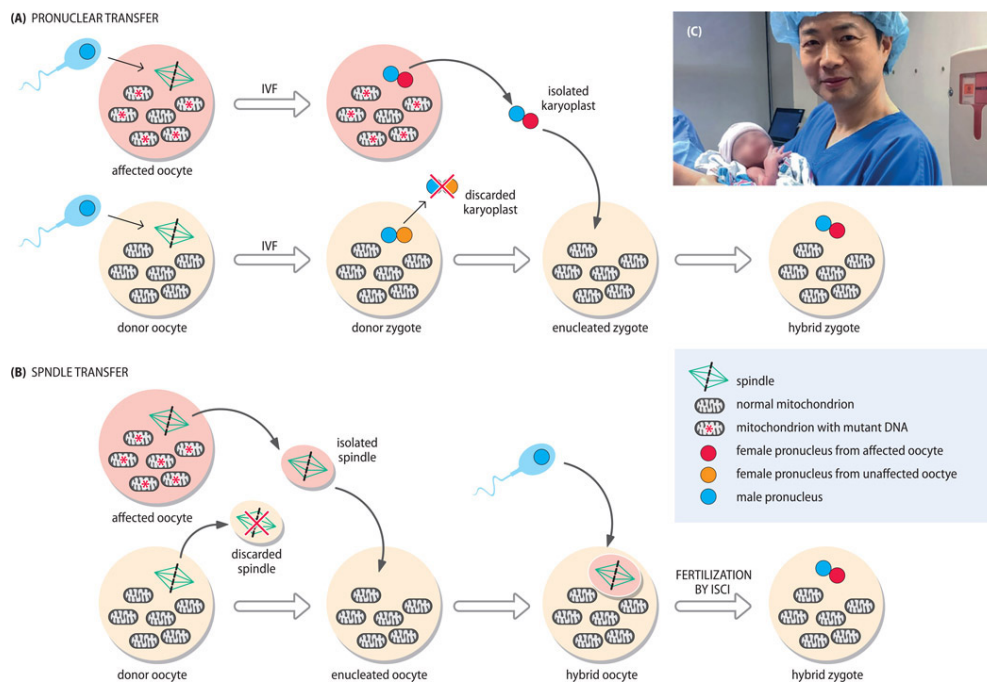 (A) PRONUCLEAR TRANSFER
(C)
IVF
isolated
karyoplast
affected oocyte
discarded
karyoplast
IVF
donor oocyte
donor zygote
enucleated zygote
hybrid zygote
(B) SPNDLE TRANSFER
spindle
normal mitochondrion
mitochondrion with mutant DNA
female pronucleus from affected oocyte
female pronucleus from unaffected ooctye
male pronucleus
isolated
spindle
affected oocyte
discarded
spindle
FERTILIZATION
BY ISCI
donor oocyte
enucleated oocyte
hybrid oocyte
hybrid zygote